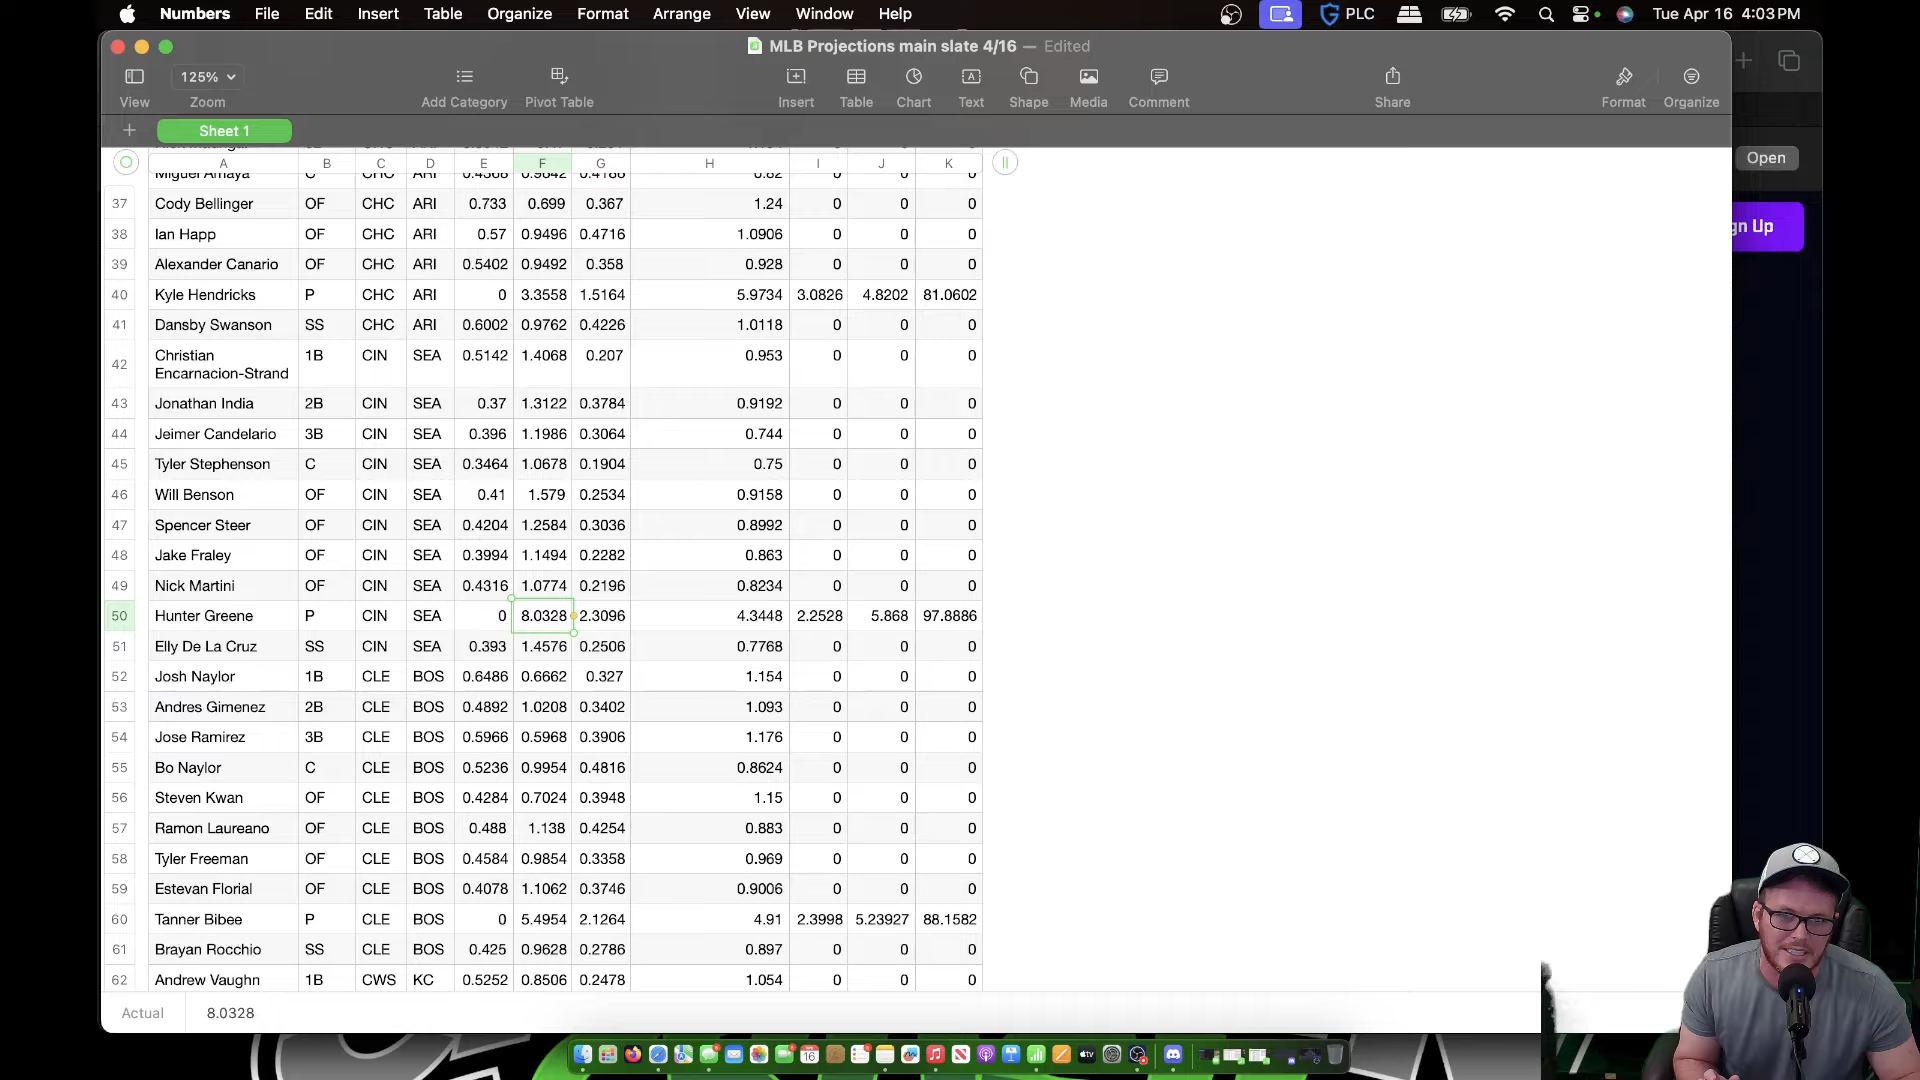 Numbers File Edit Insert Table Organize Format Arrange View Window Help PLC Tue Apr 16 4:03 PM
MLB Projections main slate 4/16 — Edited
125%
View Zoom Add Category Pivot Table Insert Table Chart Text Shape Media Comment Share Format Organize
Sheet 1
A B C D E F G H I J K
Open
Miguel Amaya C CHC ARI 0.4368 0.9642 0.4186 0.82 0 0 0
37 Cody Bellinger OF CHC ARI 0.733 0.699 0.367 1.24 0 0 0
gn Up
38 Ian Happ OF CHC ARI 0.57 0.9496 0.4716 1.0906 0 0 0
39 Alexander Canario OF CHC ARI 0.5402 0.9492 0.358 0.928 0 0 0
40 Kyle Hendricks P CHC ARI 0 3.3558 1.5164 5.9734 3.0826 4.8202 81.0602
41 Dansby Swanson SS CHC ARI 0.6002 0.9762 0.4226 1.0118 0 0 0
42 Christian 1B CIN SEA 0.5142 1.4068 0.207 0.953 0 0 0
Encarnacion-Strand
43 Jonathan India 2B CIN SEA 0.37 1.3122 0.3784 0.9192 0 0 0
44 Jeimer Candelario 3B CIN SEA 0.396 1.1986 0.3064 0.744 0 0 0
45 Tyler Stephenson C CIN SEA 0.3464 1.0678 0.1904 0.75 0 0 0
46 Will Benson OF CIN SEA 0.41 1.579 0.2534 0.9158 0 0 0
47 Spencer Steer OF CIN SEA 0.4204 1.2584 0.3036 0.8992 0 0 0
48 Jake Fraley OF CIN SEA 0.3994 1.1494 0.2282 0.863 0 0 0
49 Nick Martini OF CIN SEA 0.4316 1.0774 0.2196 0.8234 0 0 0
50 Hunter Greene P CIN SEA 0 8.0328 2.3096 4.3448 2.2528 5.868 97.8886
51 Elly De La Cruz SS CIN SEA 0.393 1.4576 0.2506 0.7768 0 0 0
52 Josh Naylor 1B CLE BOS 0.6486 0.6662 0.327 1.154 0 0 0
53 Andres Gimenez 2B CLE BOS 0.4892 1.0208 0.3402 1.093 0 0 0
54 Jose Ramirez 3B CLE BOS 0.5966 0.5968 0.3906 1.176 0 0 0
55 Bo Naylor C CLE BOS 0.5236 0.9954 0.4816 0.8624 0 0 0
56 Steven Kwan OF CLE BOS 0.4284 0.7024 0.3948 1.15 0 0 0
57 Ramon Laureano OF CLE BOS 0.488 1.138 0.4254 0.883 0 0 0
58 Tyler Freeman OF CLE BOS 0.4584 0.9854 0.3358 0.969 0 0 0
59 Estevan Florial OF CLE BOS 0.4078 1.1062 0.3746 0.9006 0 0 0
60 Tanner Bibee P CLE BOS 0 5.4954 2.1264 4.91 2.3998 5.23927 88.1582
61 Brayan Rocchio SS CLE BOS 0.425 0.9628 0.2786 0.897 0 0 0
62 Andrew Vaughn 1B CWS KC 0.5252 0.8506 0.2478 1.054 0 0 0
Actual 8.0328